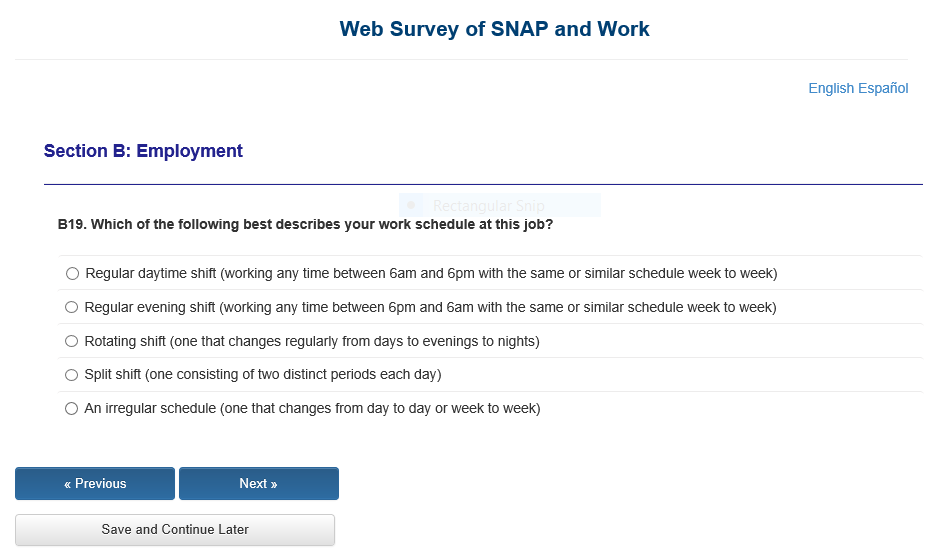 Web Survey of SNAP and Work
English Español
Section B: Employment
Rectangular Snip
B19. Which of the following best describes your work schedule at this job?
Regular daytime shift (working any time between 6am and 6pm with the same or similar schedule week to week)
Regular evening shift (working any time between 6pm and 6am with the same or similar schedule week to week)
Rotating shift (one that changes regularly from days to evenings to nights)
Split shift (one consisting of two distinct periods each day)
An irregular schedule (one that changes from day to day or week to week)
« Previous
Next »
Save and Continue Later